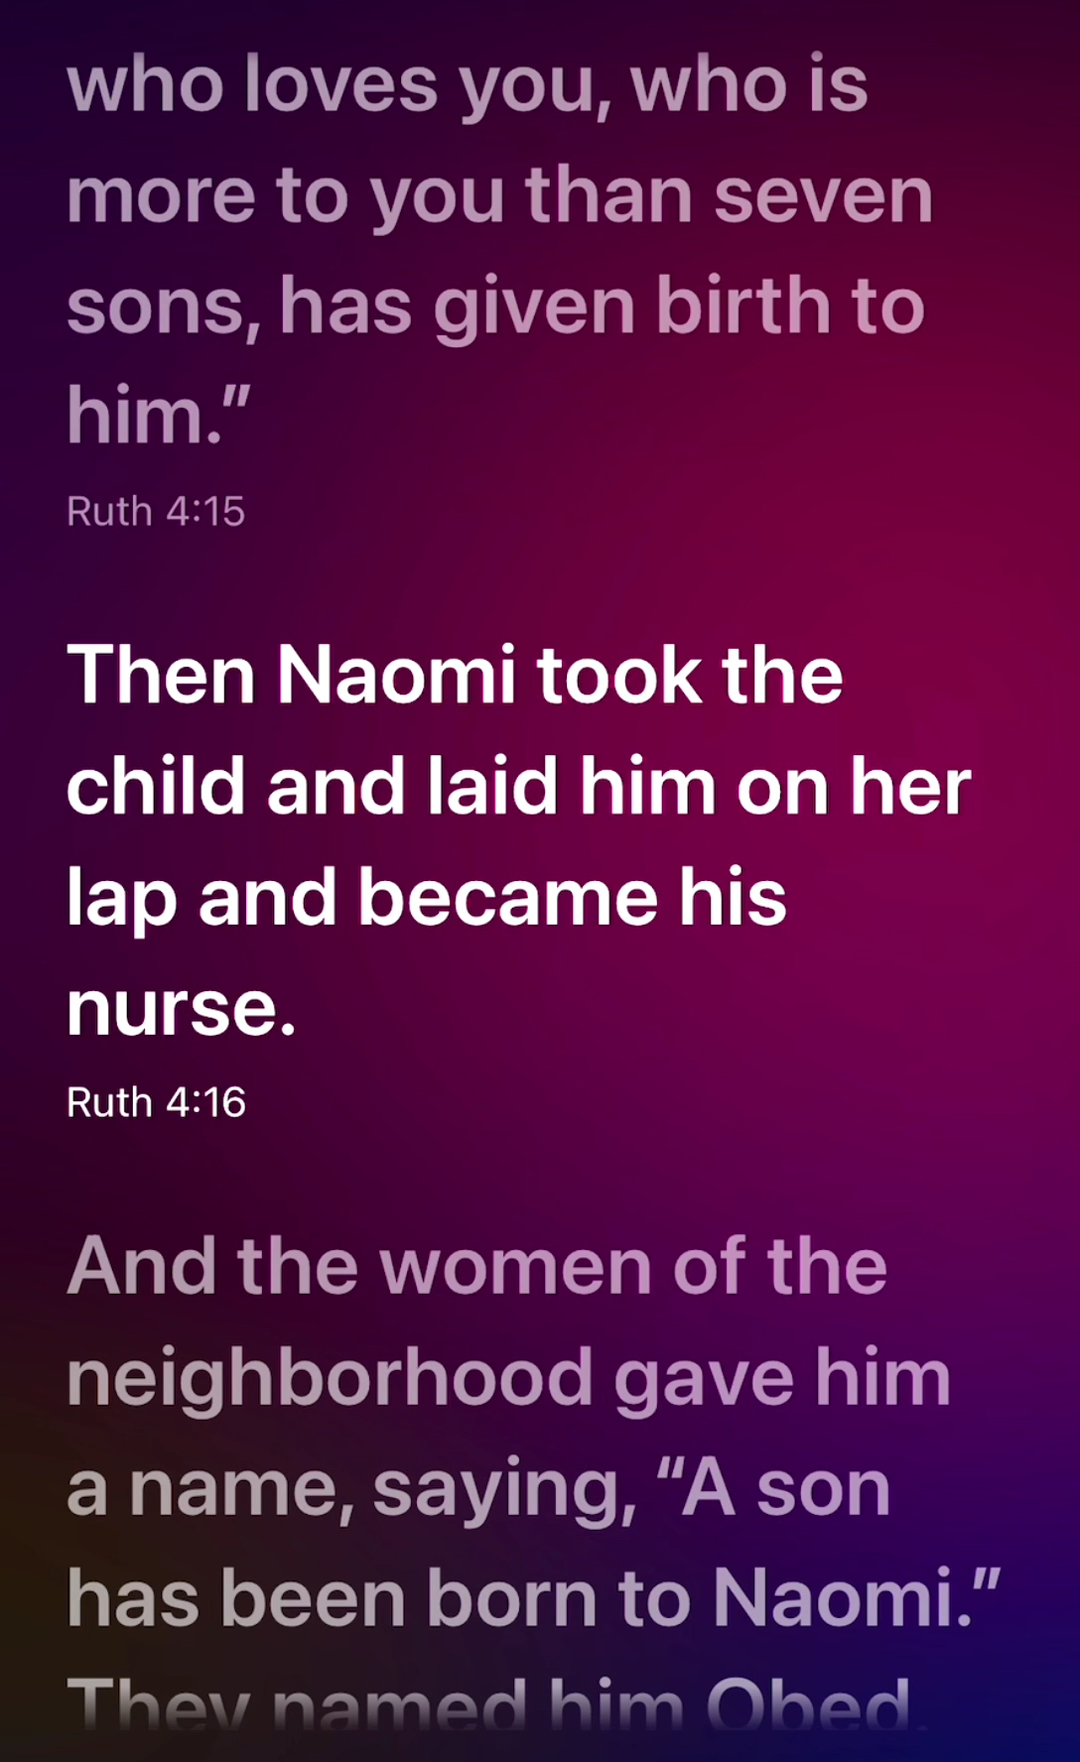 who loves you, who is
more to you than seven
sons, has given birth to
him.”
Ruth 4:15
Then Naomi took the
child and laid him on her
lap and became his
nurse.
Ruth 4:16
And the women of the
neighborhood gave him
a name, saying, “A son
has been born to Naomi.”
They named him Obed.